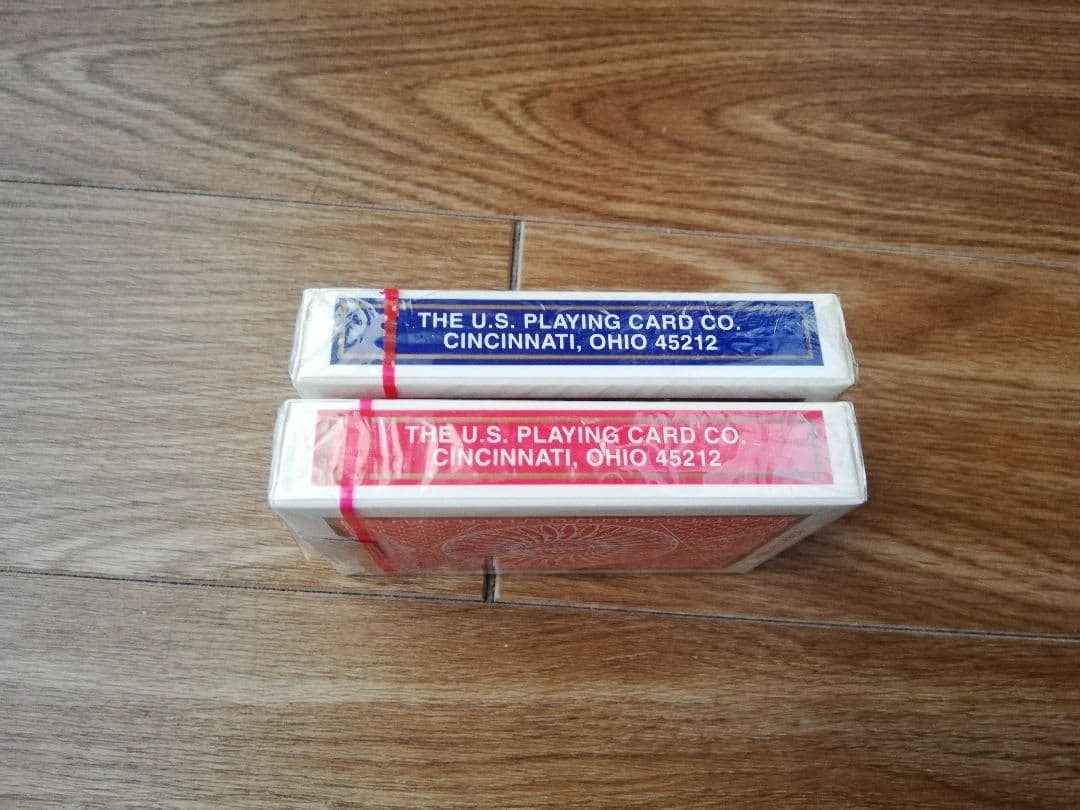 THE U.S. PLAYING CARD CO.
CINCINNATI, OHIO 45212
THE U.S. PLAYING CARD CO.
CINCINNATI, OHIO 45212